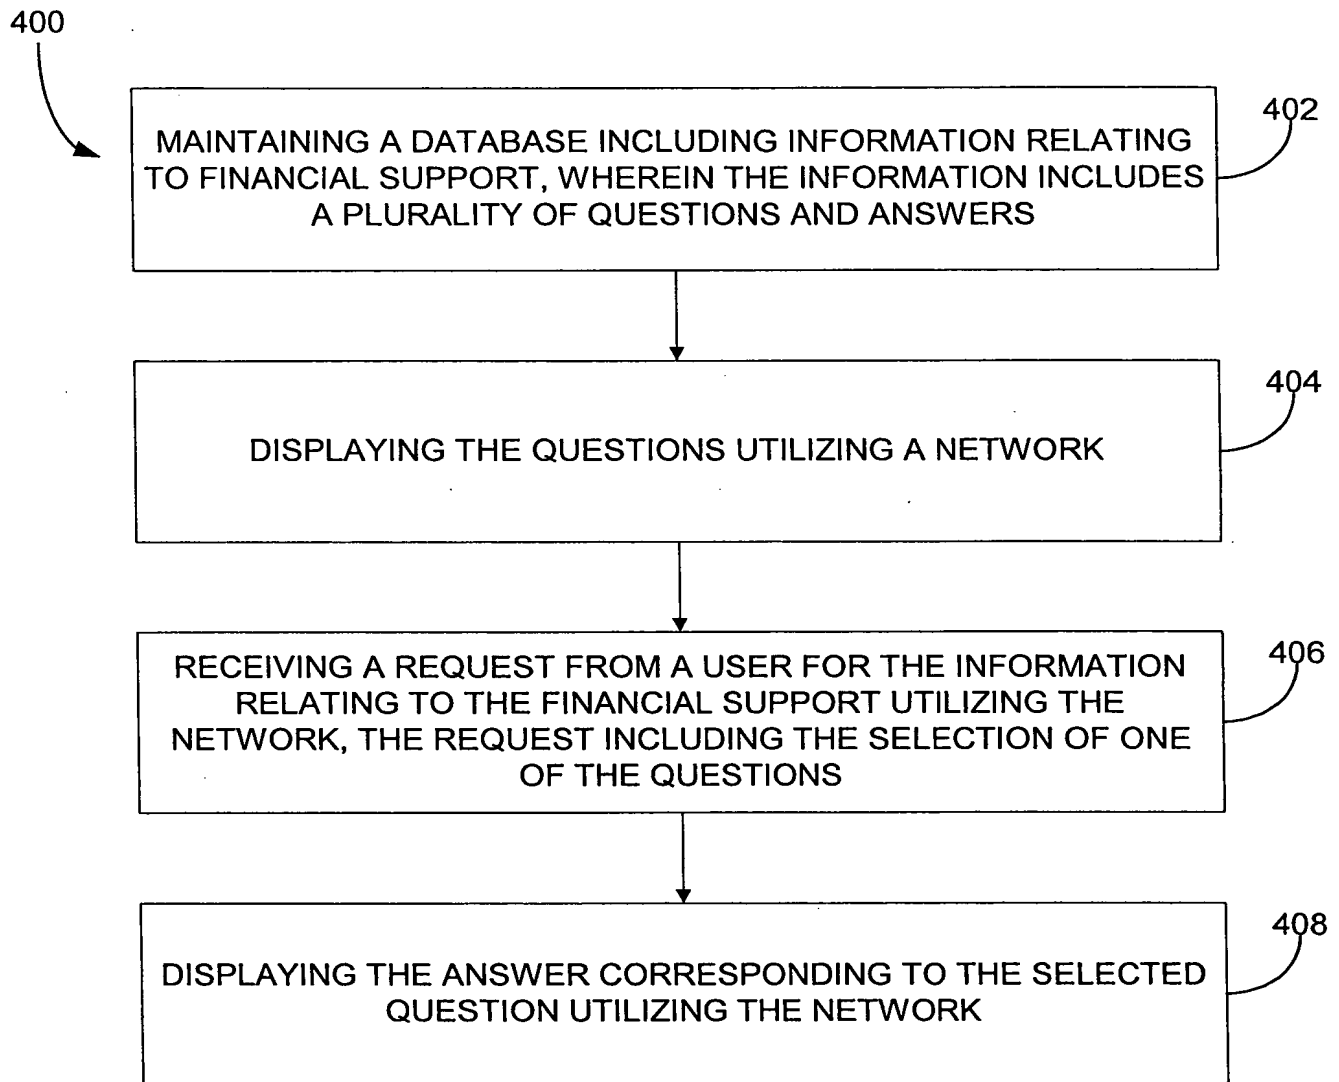 400
402
MAINTAINING A DATABASE INCLUDING INFORMATION RELATING
TO FINANCIAL SUPPORT, WHEREIN THE INFORMATION INCLUDES
A PLURALITY OF QUESTIONS AND ANSWERS
404
DISPLAYING THE QUESTIONS UTILIZING A NETWORK
406
RECEIVING A REQUEST FROM A USER FOR THE INFORMATION
RELATING TO THE FINANCIAL SUPPORT UTILIZING THE
NETWORK, THE REQUEST INCLUDING THE SELECTION OF ONE
OF THE QUESTIONS
408
DISPLAYING THE ANSWER CORRESPONDING TO THE SELECTED
QUESTION UTILIZING THE NETWORK